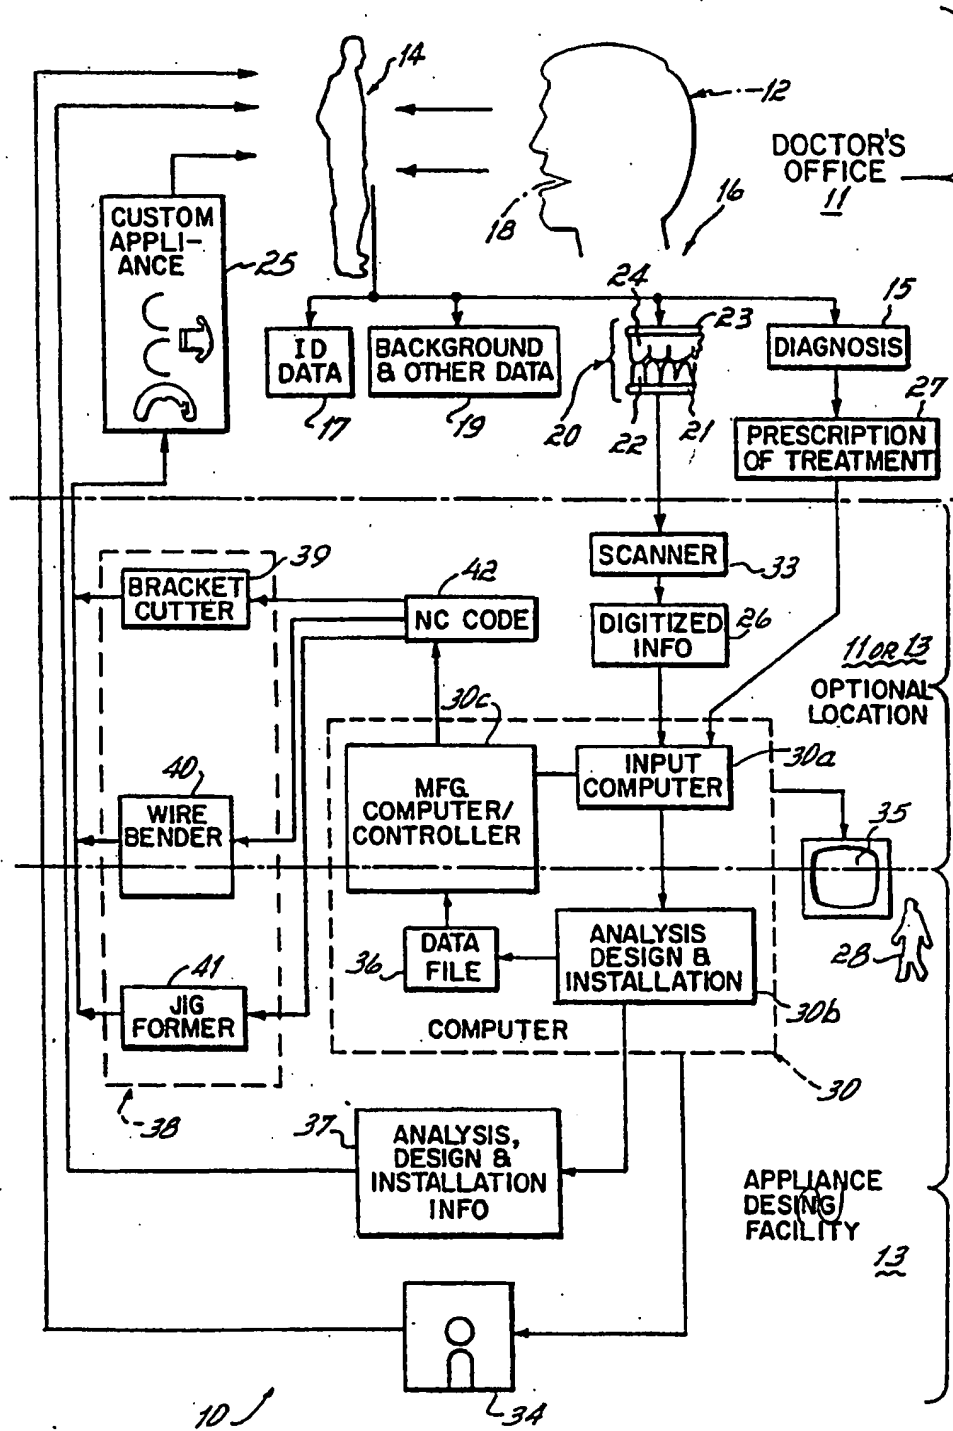 14
12
DOCTOR'S
OFFICE
11
18
16
CUSTOM
APPLI-
ANCE
25
24
23
15
ID
DATA
17
BACKGROUND
& OTHER DATA
19
20
22
21
DIAGNOSIS
27
PRESCRIPTION
OF TREATMENT
SCANNER
33
39
BRACKET
CUTTER
42
NC CODE
DIGITIZED
INFO
26
11 OR 13
OPTIONAL
LOCATION
30c
MFG.
COMPUTER/
CONTROLLER
INPUT
COMPUTER
30a
40
WIRE
BENDER
35
DATA
FILE
36
ANALYSIS
DESIGN &
INSTALLATION
30b
28
41
JIG
FORMER
COMPUTER
30
38
37
ANALYSIS,
DESIGN &
INSTALLATION
INFO
APPLIANCE
DESING
FACILITY
13
34
10